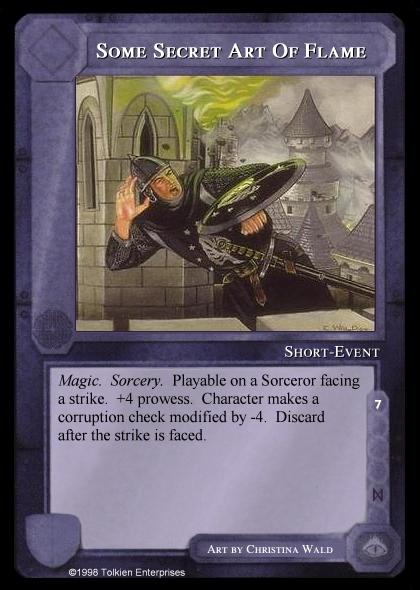 Some Secret Art Of Flame
Short-Event
Magic. Sorcery. Playable on a Sorceror facing
a strike. +4 prowess. Character makes a
corruption check modified by -4. Discard
after the strike is faced.
7
Art by Christina Wald
©1998 Tolkien Enterprises